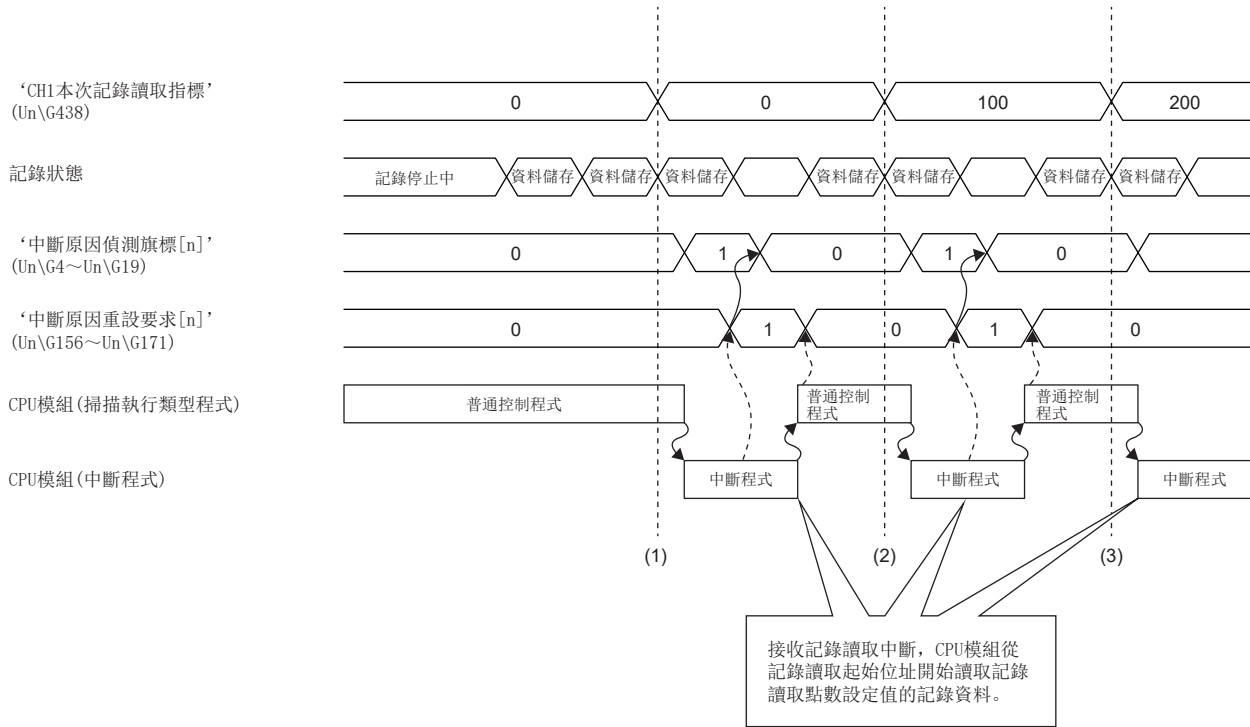 ‘CH1本次記錄讀取指標’
(Un\G438)
0
0
100
200
記錄狀態
記錄停止中
資料儲存
資料儲存
資料儲存
資料儲存
資料儲存
資料儲存
資料儲存
‘中斷原因偵測旗標[n]’
(Un\G4～Un\G19)
0
1
0
1
0
‘中斷原因重設要求[n]’
(Un\G156～Un\G171)
0
1
0
1
0
CPU模組(掃描執行類型程式)
普通控制程式
普通控制
程式
普通控制
程式
CPU模組(中斷程式)
中斷程式
中斷程式
中斷程式
(1)
(2)
(3)
接收記錄讀取中斷，CPU模組從
記錄讀取起始位址開始讀取記錄
讀取點數設定值的記錄資料。